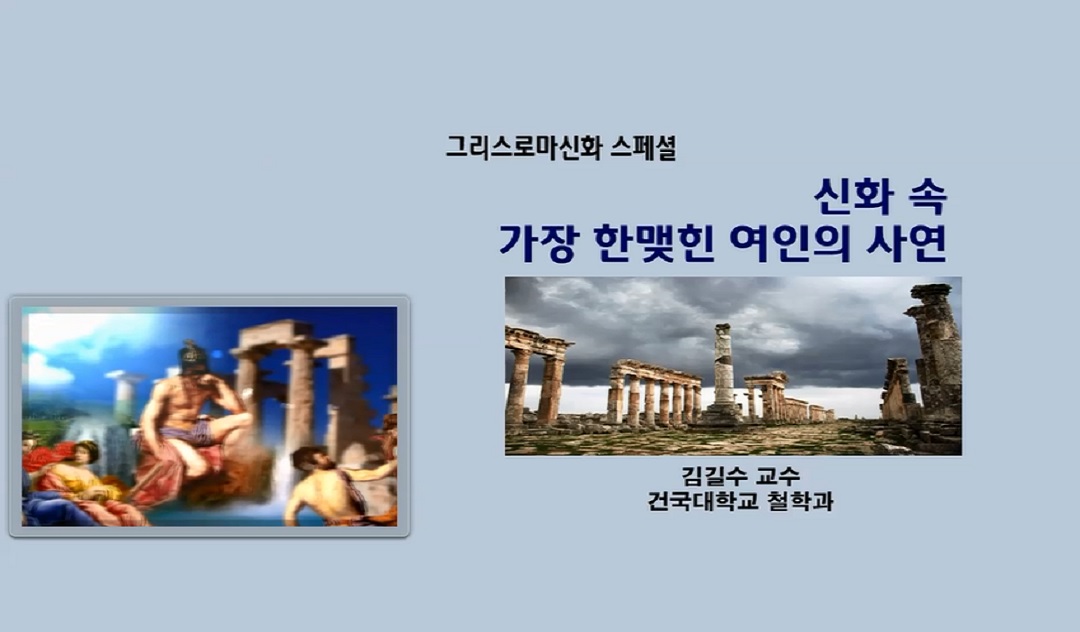 그리스로마신화 스페셜
신화 속
가장 한맺힌 여인의 사연
김길수 교수
건국대학교 철학과